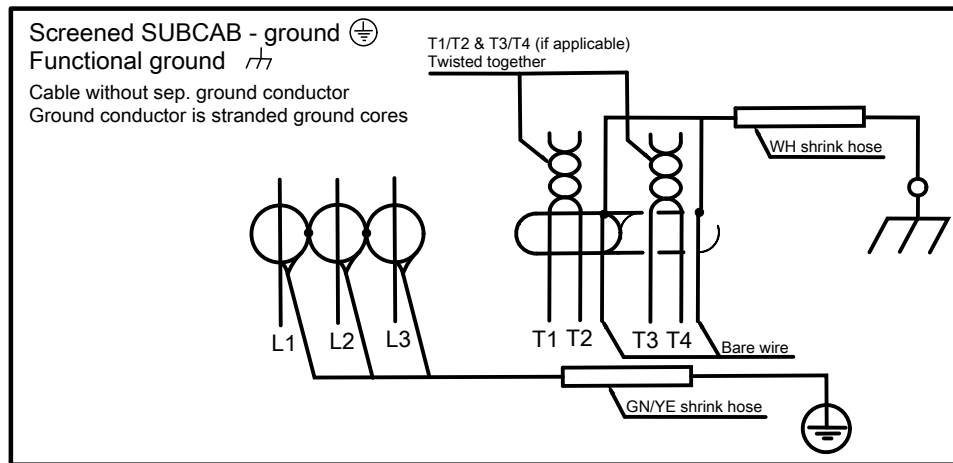 Screened SUBCAB - ground
Functional ground
Cable without sep. ground conductor
Ground conductor is stranded ground cores
T1/T2 & T3/T4 (if applicable)
Twisted together
WH shrink hose
L1 L2 L3
T1 T2 T3 T4
Bare wire
GN/YE shrink hose